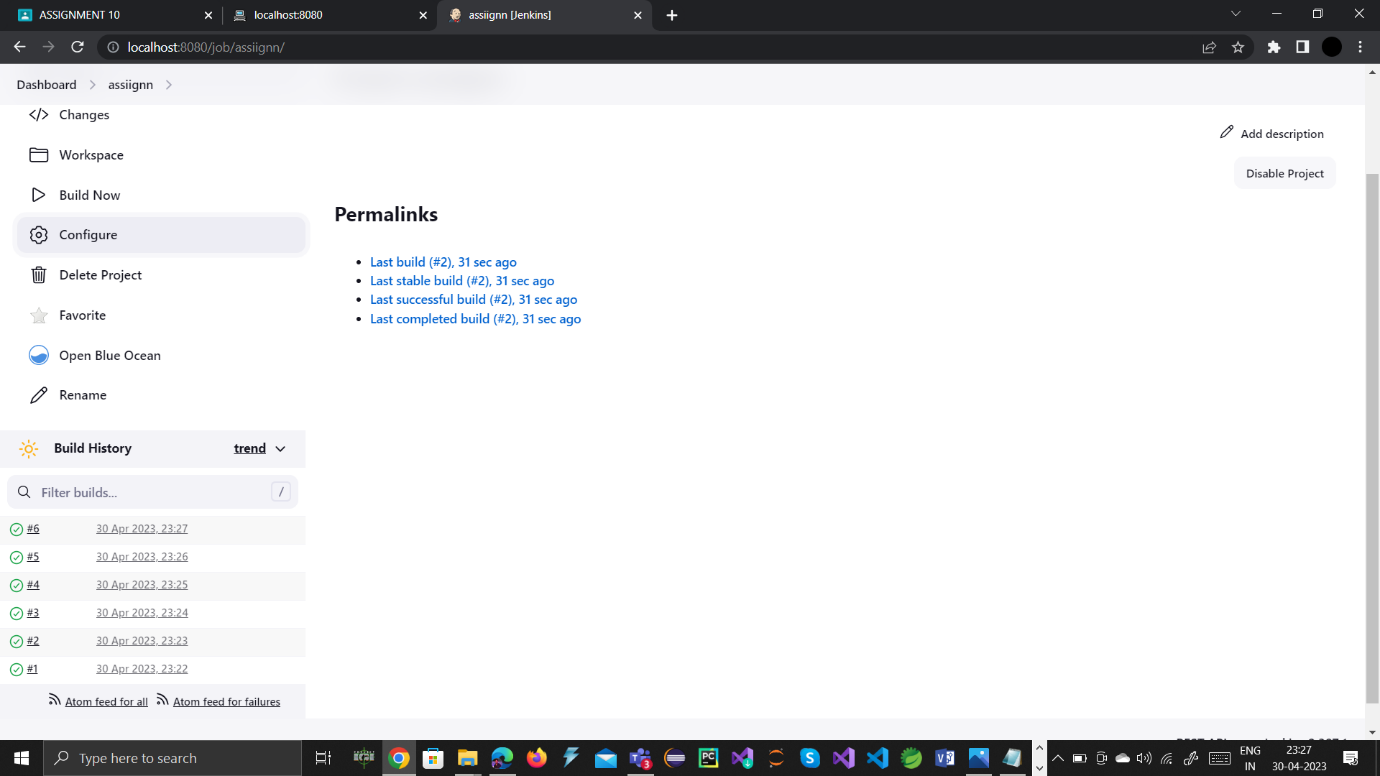 ASSIGNMENT 10
localhost:8080
assiignn [Jenkins]
localhost:8080/job/assiignn/
Dashboard
assiignn
Changes
Workspace
Build Now
Configure
Delete Project
Favorite
Open Blue Ocean
Rename
Add description
Disable Project
Permalinks
Last build (#2), 31 sec ago
Last stable build (#2), 31 sec ago
Last successful build (#2), 31 sec ago
Last completed build (#2), 31 sec ago
Build History
trend
Filter builds...
/
#6 30 Apr 2023, 23:27
#5 30 Apr 2023, 23:26
#4 30 Apr 2023, 23:25
#3 30 Apr 2023, 23:24
#2 30 Apr 2023, 23:23
#1 30 Apr 2023, 23:22
Atom feed for all Atom feed for failures
Type here to search
3
PC
ENG
IN
23:27
30-04-2023